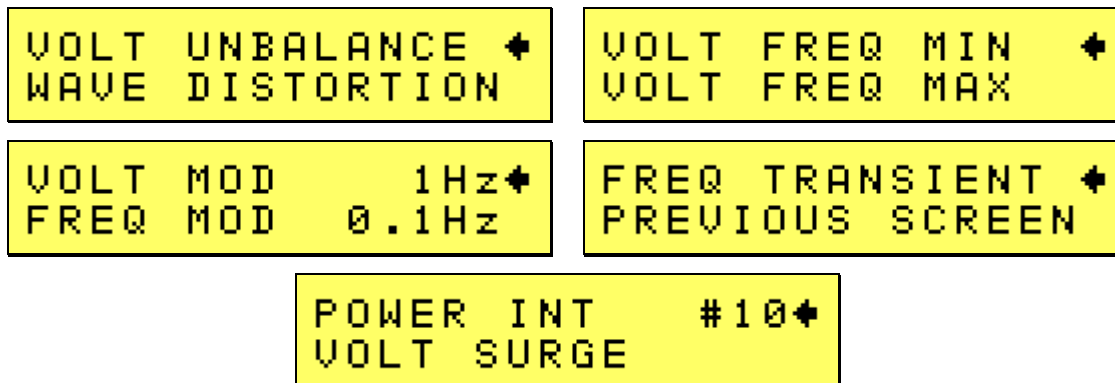 VOLT UNBALANCE ←
WAVE DISTORTION
VOLT FREQ MIN ←
VOLT FREQ MAX
VOLT MOD 1Hz←
FREQ MOD 0.1Hz
FREQ TRANSIENT ←
PREVIOUS SCREEN
POWER INT #10←
VOLT SURGE